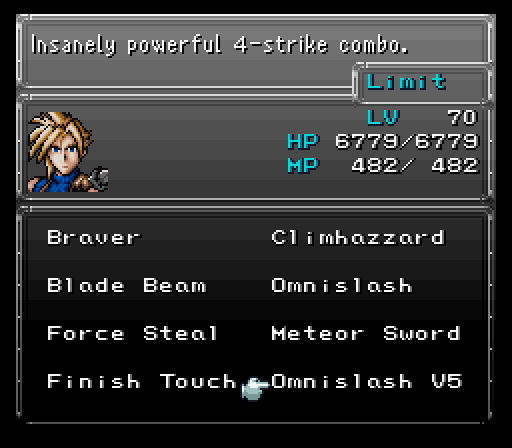 Insanely powerful 4-strike combo.
Limit
LV 70
HP 6779/6779
MP 482/ 482
Braver Climhazzard
Blade Beam Omnislash
Force Steal Meteor Sword
Finish Touch Omnislash V5